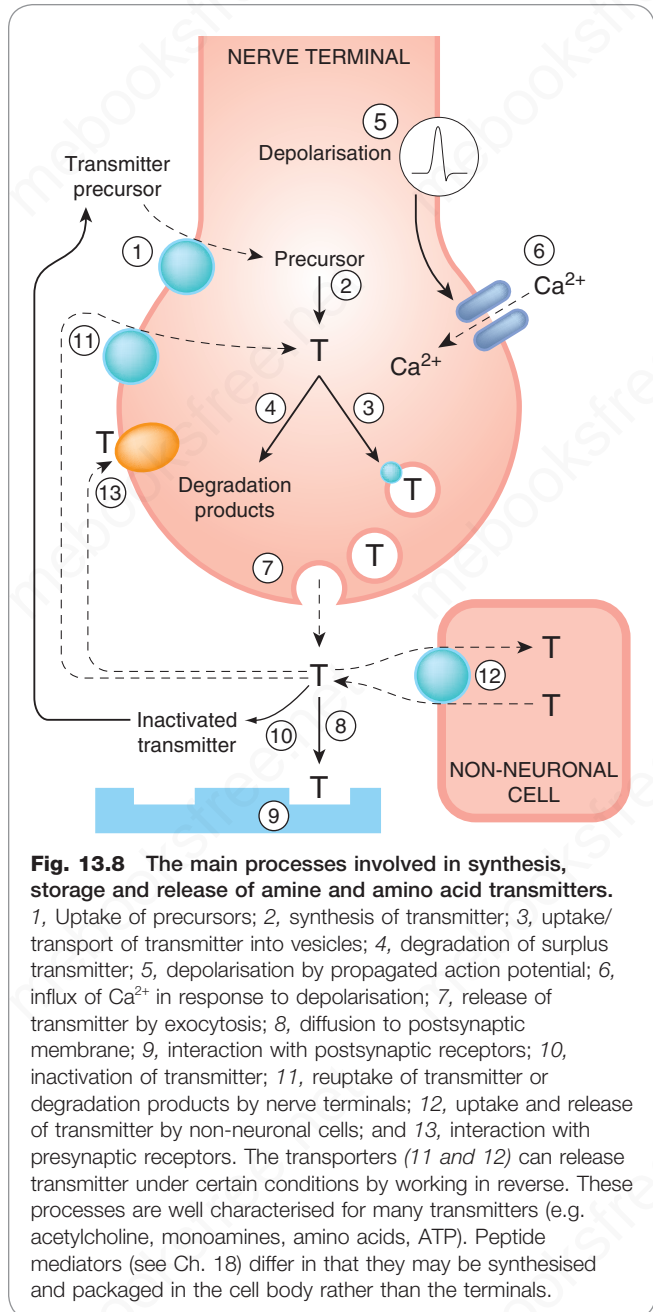 NERVE TERMINAL
5
Depolarisation
Transmitter
precursor
1
Precursor
2
6
Ca²⁺
Ca²⁺
11
T
4
3
T
13
Degradation
products
T
T
7
T
12
T
T
Inactivated
transmitter
10
8
T
NON-NEURONAL
CELL
9
Fig. 13.8 The main processes involved in synthesis,
storage and release of amine and amino acid transmitters.
1, Uptake of precursors; 2, synthesis of transmitter; 3, uptake/
transport of transmitter into vesicles; 4, degradation of surplus
transmitter; 5, depolarisation by propagated action potential; 6,
influx of Ca²⁺ in response to depolarisation; 7, release of
transmitter by exocytosis; 8, diffusion to postsynaptic
membrane; 9, interaction with postsynaptic receptors; 10,
inactivation of transmitter; 11, reuptake of transmitter or
degradation products by nerve terminals; 12, uptake and release
of transmitter by non-neuronal cells; and 13, interaction with
presynaptic receptors. The transporters (11 and 12) can release
transmitter under certain conditions by working in reverse. These
processes are well characterised for many transmitters (e.g.
acetylcholine, monoamines, amino acids, ATP). Peptide
mediators (see Ch. 18) differ in that they may be synthesised
and packaged in the cell body rather than the terminals.